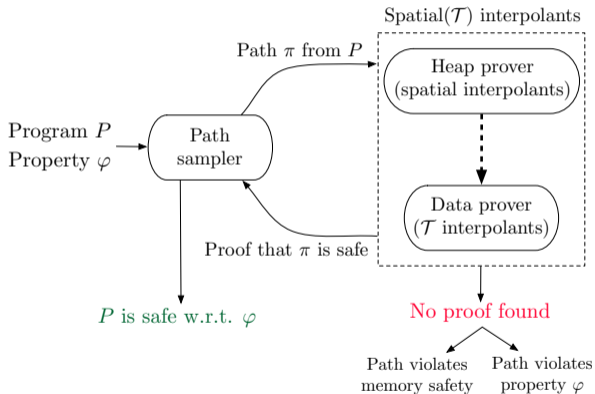 Spatial(𝒯) interpolants
Path π from P
Heap prover
(spatial interpolants)
Program P
Property φ
Path
sampler
Data prover
(𝒯 interpolants)
Proof that π is safe
P is safe w.r.t. φ
No proof found
Path violates
memory safety
Path violates
property φ